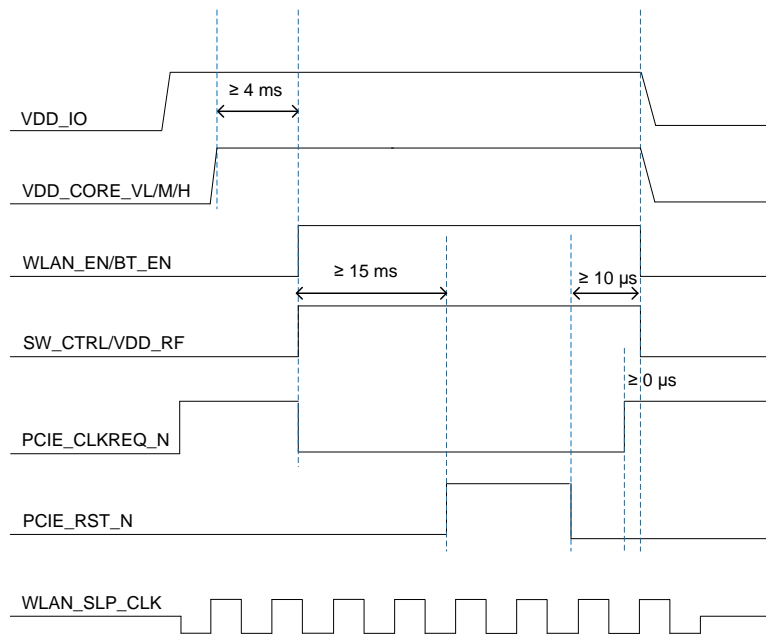 ≥ 4 ms
VDD_IO
VDD_CORE_VL/M/H
WLAN_EN/BT_EN
≥ 15 ms
≥ 10 μs
SW_CTRL/VDD_RF
≥ 0 μs
PCIE_CLKREQ_N
PCIE_RST_N
WLAN_SLP_CLK